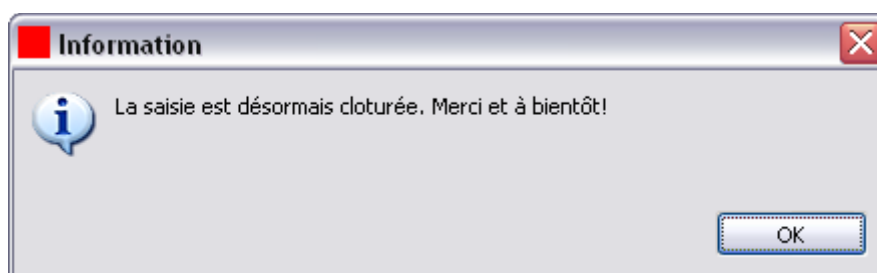 Information
La saisie est désormais cloturée. Merci et à bientôt!
OK